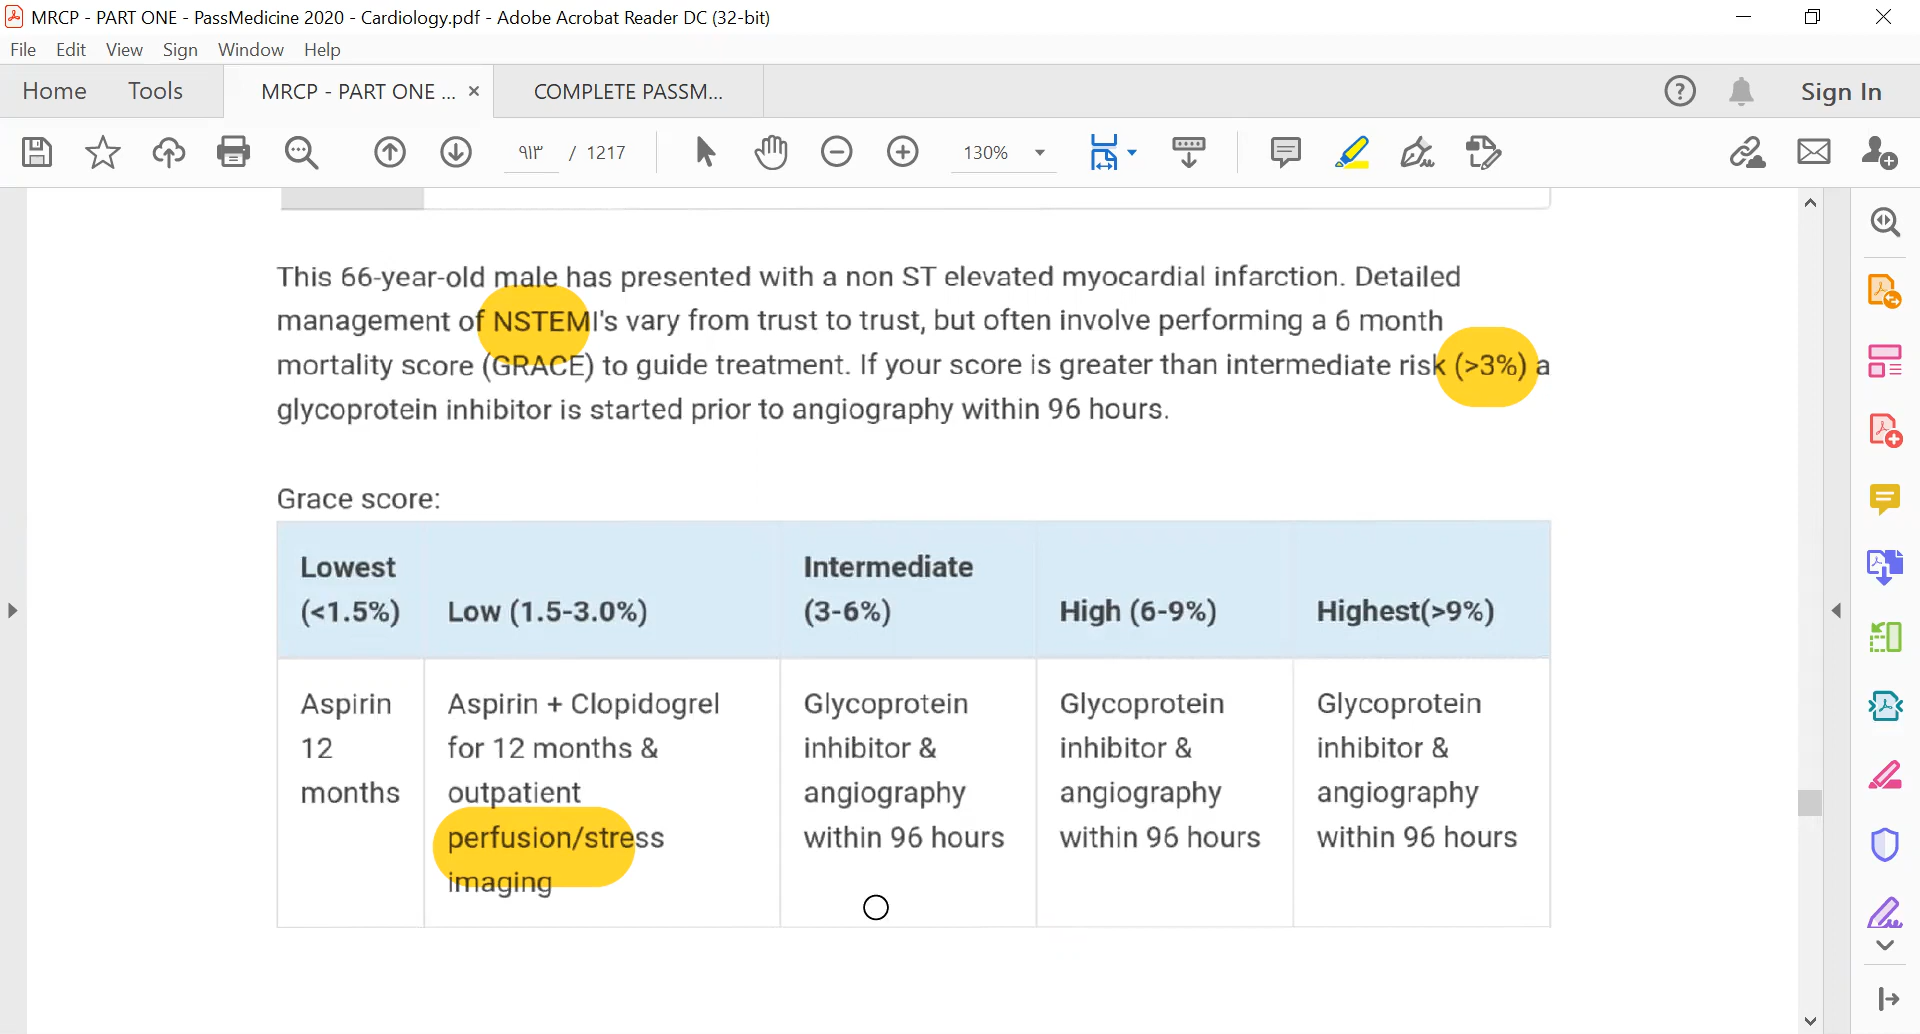 MRCP - PART ONE - PassMedicine 2020 - Cardiology.pdf - Adobe Acrobat Reader DC (32-bit)
File Edit View Sign Window Help
Home Tools MRCP - PART ONE ... × COMPLETE PASSM... Sign In
٩١٣ / 1217 130%
This 66-year-old male has presented with a non ST elevated myocardial infarction. Detailed
management of NSTEMI's vary from trust to trust, but often involve performing a 6 month
mortality score (GRACE) to guide treatment. If your score is greater than intermediate risk (>3%) a
glycoprotein inhibitor is started prior to angiography within 96 hours.
Grace score:
Lowest
(<1.5%)
Low (1.5-3.0%)
Intermediate
(3-6%)
High (6-9%)
Highest(>9%)
Aspirin
12
months
Aspirin + Clopidogrel
for 12 months &
outpatient
perfusion/stress
imaging
Glycoprotein
inhibitor &
angiography
within 96 hours
Glycoprotein
inhibitor &
angiography
within 96 hours
Glycoprotein
inhibitor &
angiography
within 96 hours